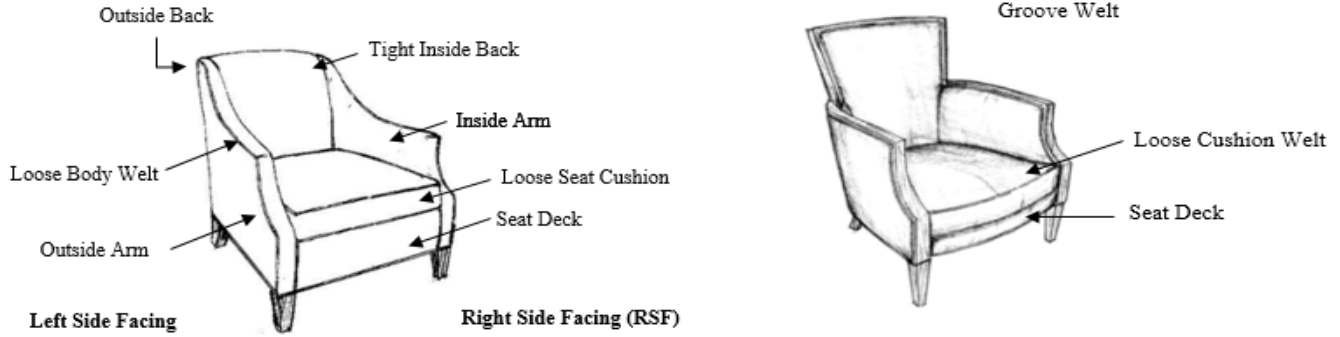 Outside Back
Tight Inside Back
Inside Arm
Loose Body Welt
Loose Seat Cushion
Seat Deck
Outside Arm
Left Side Facing
Right Side Facing (RSF)
Groove Welt
Loose Cushion Welt
Seat Deck